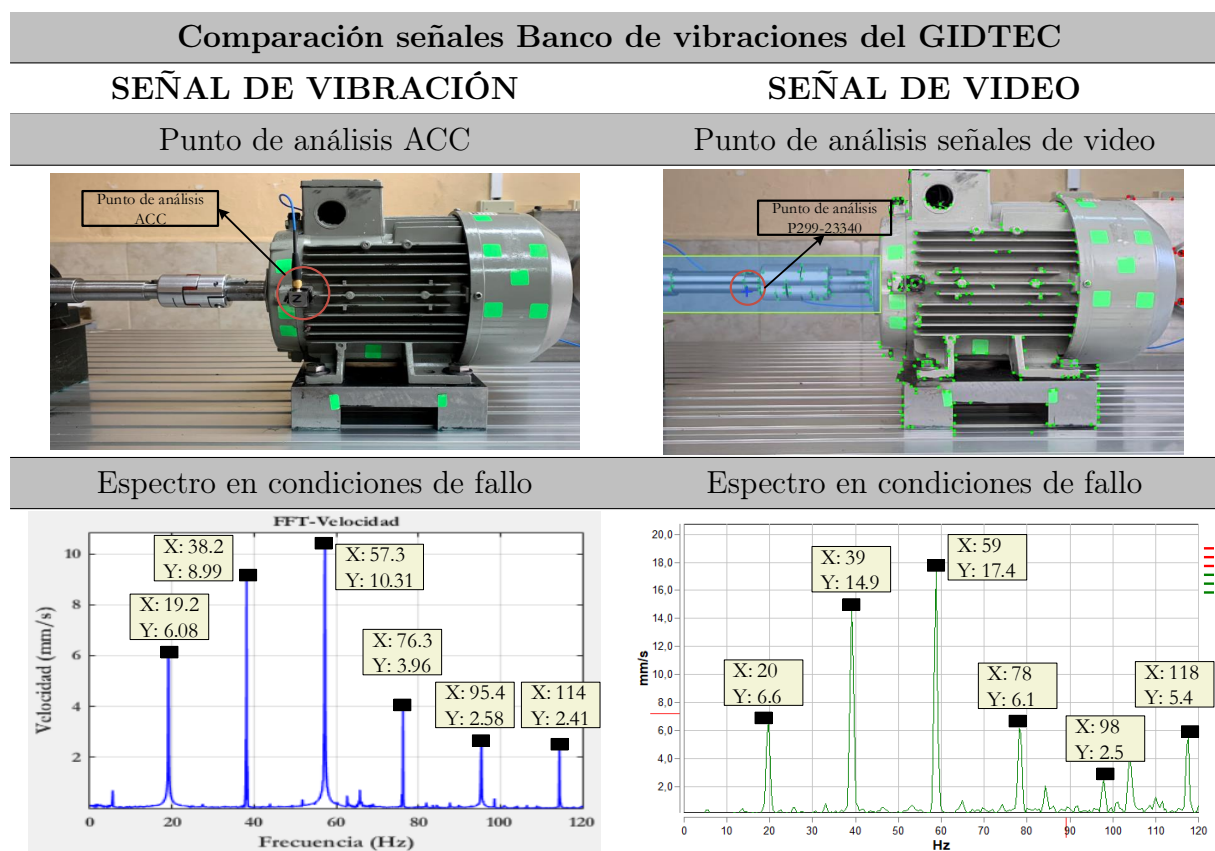 Comparación señales Banco de vibraciones del GIDTEC
SEÑAL DE VIBRACIÓN
SEÑAL DE VIDEO
Punto de análisis ACC
Punto de análisis señales de video
Punto de análisis
ACC
Punto de análisis
P299-23340
Espectro en condiciones de fallo
Espectro en condiciones de fallo
FFT-Velocidad
Velocidad (mm/s)
10
8
6
4
2
X: 19.2
Y: 6.08
X: 38.2
Y: 8.99
X: 57.3
Y: 10.31
X: 76.3
Y: 3.96
X: 95.4
Y: 2.58
X: 114
Y: 2.41
0 20 40 60 80 100 120
Frecuencia (Hz)
mm/s
20,0
18,0
16,0
14,0
12,0
10,0
8,0
6,0
4,0
2,0
X: 20
Y: 6.6
X: 39
Y: 14.9
X: 59
Y: 17.4
X: 78
Y: 6.1
X: 98
Y: 2.5
X: 118
Y: 5.4
0 10 20 30 40 50 60 70 80 90 100 110 120
Hz